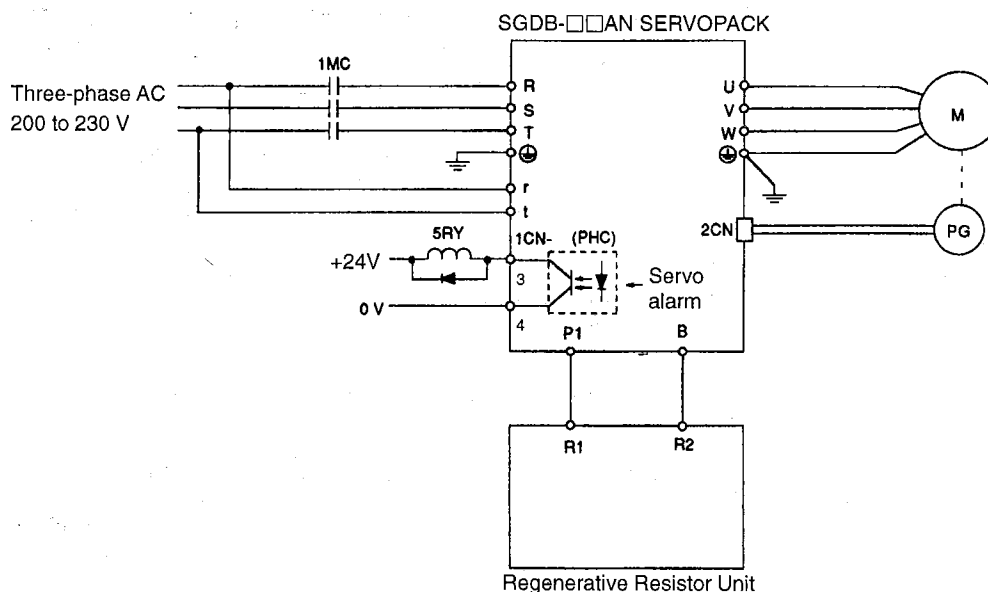 SGDB-□□AN SERVOPACK
1MC
Three-phase AC
200 to 230 V
R
S
T
r
t
U
V
W
M
2CN
PG
5RY
+24V
1CN-
(PHC)
3
Servo
alarm
0 V
4
P1
B
R1
R2
Regenerative Resistor Unit